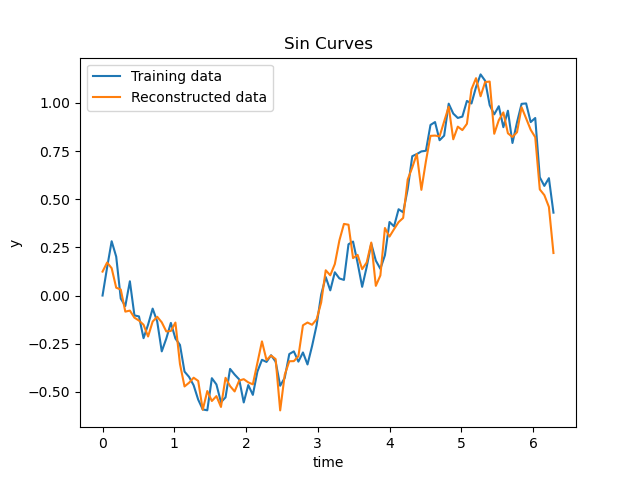 Sin Curves
Training data
Reconstructed data
y
1.00
0.75
0.50
0.25
0.00
−0.25
−0.50
0 1 2 3 4 5 6
time